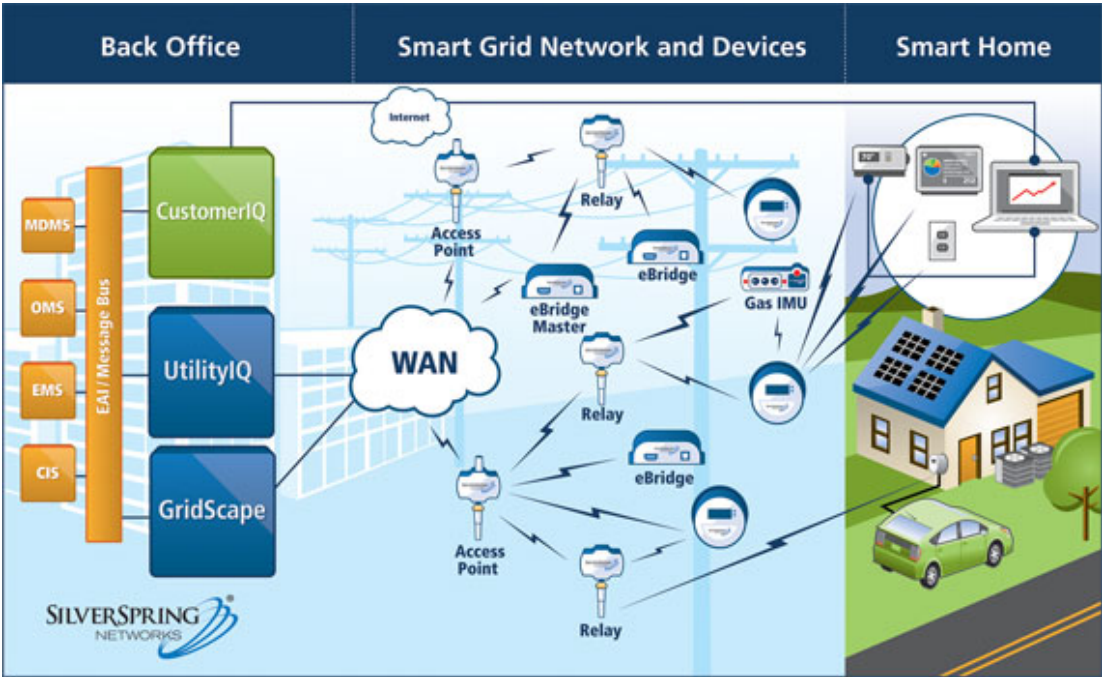 Back Office
Smart Grid Network and Devices
Smart Home
Internet
CustomerIQ
MDMS
OMS
EMS
CIS
EAI / Message Bus
UtilityIQ
GridScape
Access
Point
Relay
eBridge
eBridge
Master
Gas IMU
WAN
Relay
eBridge
Access
Point
Relay
70°
SILVERSPRING®
NETWORKS